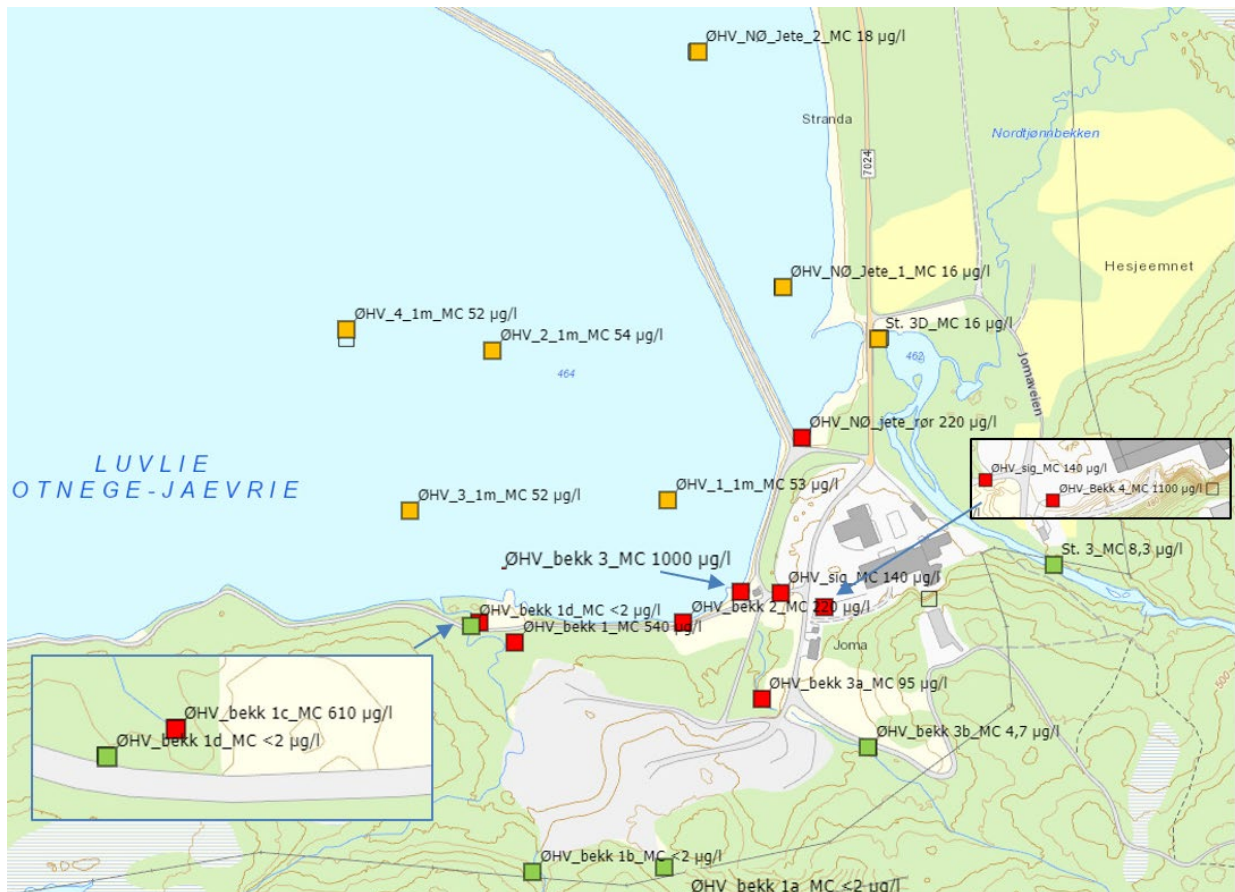 ØHV_NØ_Jete_2_MC 18 µg/l
Stranda
Nordtjønnbekken
7024
Hesjeemnet
ØHV_NØ_Jete_1_MC 16 µg/l
ØHV_4_1m_MC 52 µg/l
St. 3D_MC 16 µg/l
ØHV_2_1m_MC 54 µg/l
462
464
Jomaveien
ØHV_NØ_jete_rør 220 µg/l
LUVLIE
OTNEGE-JAEVRIE
ØHV_sig_MC 140 µg/l
ØHV_Bekk 4_MC 1100 µg/l
ØHV_3_1m_MC 52 µg/l
ØHV_1_1m_MC 53 µg/l
St. 3_MC 8,3 µg/l
ØHV_bekk 3_MC 1000 µg/l
ØHV_sig_MC 140 µg/l
ØHV_bekk 1d_MC <2 µg/l
ØHV_bekk 2_MC 220 µg/l
ØHV_bekk 1_MC 540 µg/l
Joma
500
ØHV_bekk 3a_MC 95 µg/l
ØHV_bekk 1c_MC 610 µg/l
ØHV_bekk 1d_MC <2 µg/l
ØHV_bekk 3b_MC 4,7 µg/l
ØHV_bekk 1b_MC <2 µg/l
ØHV_bekk 1a_MC <2 µg/l